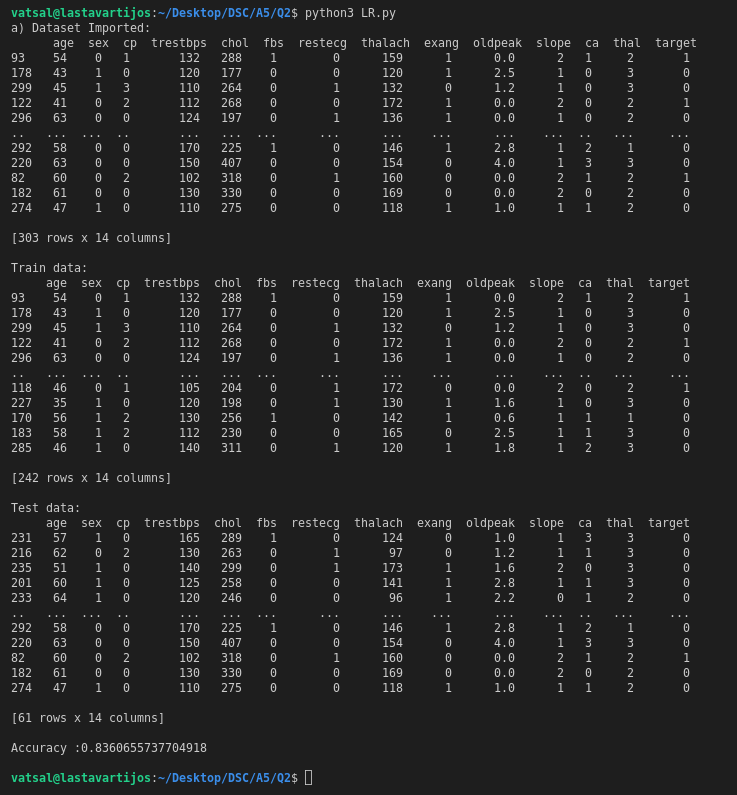 vatsal@lastavartijos:~/Desktop/DSC/A5/Q2$ python3 LR.py
a) Dataset Imported:
      age  sex  cp  trestbps  chol  fbs  restecg  thalach  exang  oldpeak  slope  ca  thal  target
93    54    0   1       132   288    1        0      159      1      0.0      2   1     2       1
178   43    1   0       120   177    0        0      120      1      2.5      1   0     3       0
299   45    1   3       110   264    0        1      132      0      1.2      1   0     3       0
122   41    0   2       112   268    0        0      172      1      0.0      2   0     2       1
296   63    0   0       124   197    0        1      136      1      0.0      1   0     2       0
..   ...  ...  ..       ...   ...  ...      ...      ...    ...      ...    ...  ..   ...     ...
292   58    0   0       170   225    1        0      146      1      2.8      1   2     1       0
220   63    0   0       150   407    0        0      154      0      4.0      1   3     3       0
82    60    0   2       102   318    0        1      160      0      0.0      2   1     2       1
182   61    0   0       130   330    0        0      169      0      0.0      2   0     2       0
274   47    1   0       110   275    0        0      118      1      1.0      1   1     2       0
[303 rows x 14 columns]
Train data:
     age  sex  cp  trestbps  chol  fbs  restecg  thalach  exang  oldpeak  slope  ca  thal  target
93    54    0   1       132   288    1        0      159      1      0.0      2   1     2       1
178   43    1   0       120   177    0        0      120      1      2.5      1   0     3       0
299   45    1   3       110   264    0        1      132      0      1.2      1   0     3       0
122   41    0   2       112   268    0        0      172      1      0.0      2   0     2       1
296   63    0   0       124   197    0        1      136      1      0.0      1   0     2       0
..   ...  ...  ..       ...   ...  ...      ...      ...    ...      ...    ...  ..   ...     ...
118   46    0   1       105   204    0        1      172      0      0.0      2   0     2       1
227   35    1   0       120   198    0        1      130      1      1.6      1   0     3       0
170   56    1   2       130   256    1        0      142      1      0.6      1   1     1       0
183   58    1   2       112   230    0        0      165      0      2.5      1   1     3       0
285   46    1   0       140   311    0        1      120      1      1.8      1   2     3       0
[242 rows x 14 columns]
Test data:
     age  sex  cp  trestbps  chol  fbs  restecg  thalach  exang  oldpeak  slope  ca  thal  target
231   57    1   0       165   289    1        0      124      0      1.0      1   3     3       0
216   62    0   2       130   263    0        1       97      0      1.2      1   1     3       0
235   51    1   0       140   299    0        1      173      1      1.6      2   0     3       0
201   60    1   0       125   258    0        0      141      1      2.8      1   1     3       0
233   64    1   0       120   246    0        0       96      1      2.2      0   1     2       0
..   ...  ...  ..       ...   ...  ...      ...      ...    ...      ...    ...  ..   ...     ...
292   58    0   0       170   225    1        0      146      1      2.8      1   2     1       0
220   63    0   0       150   407    0        0      154      0      4.0      1   3     3       0
82    60    0   2       102   318    0        1      160      0      0.0      2   1     2       1
182   61    0   0       130   330    0        0      169      0      0.0      2   0     2       0
274   47    1   0       110   275    0        0      118      1      1.0      1   1     2       0
[61 rows x 14 columns]
Accuracy :0.8360655737704918
vatsal@lastavartijos:~/Desktop/DSC/A5/Q2$